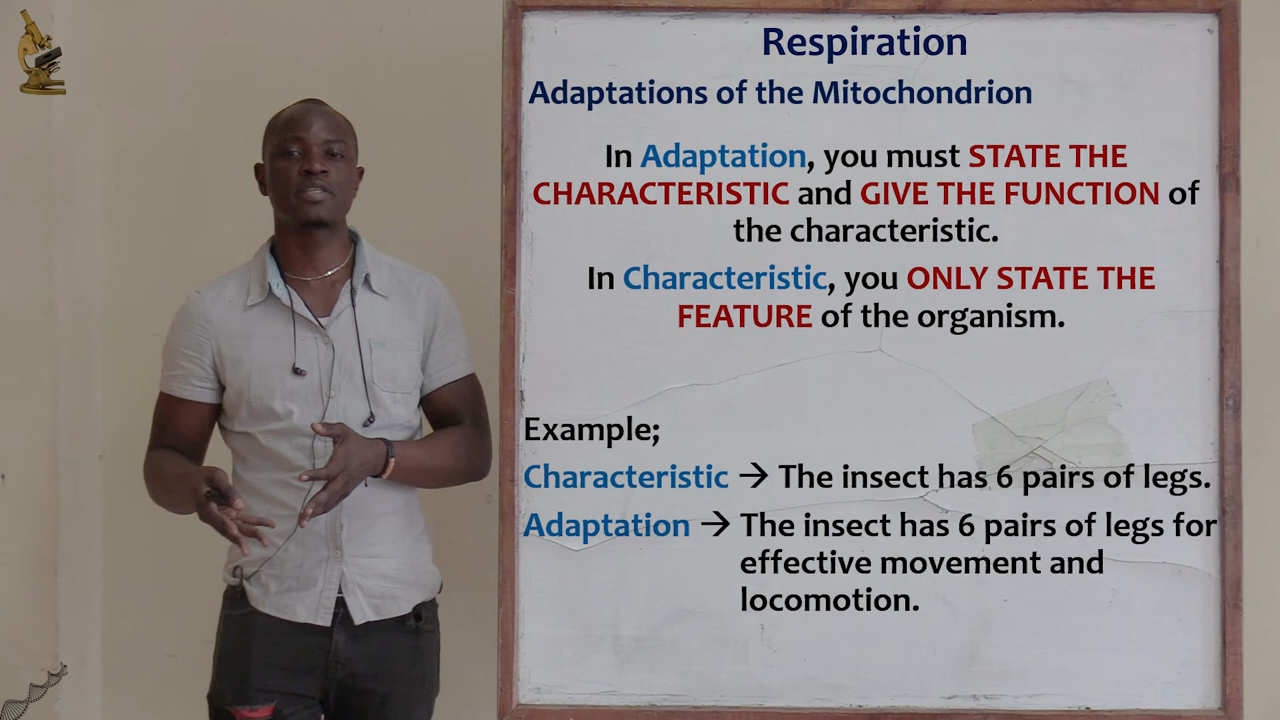 Respiration
Adaptations of the Mitochondrion
In Adaptation, you must STATE THE
CHARACTERISTIC and GIVE THE FUNCTION of
the characteristic.
In Characteristic, you ONLY STATE THE
FEATURE of the organism.
Example;
Characteristic → The insect has 6 pairs of legs.
Adaptation → The insect has 6 pairs of legs for
effective movement and
locomotion.